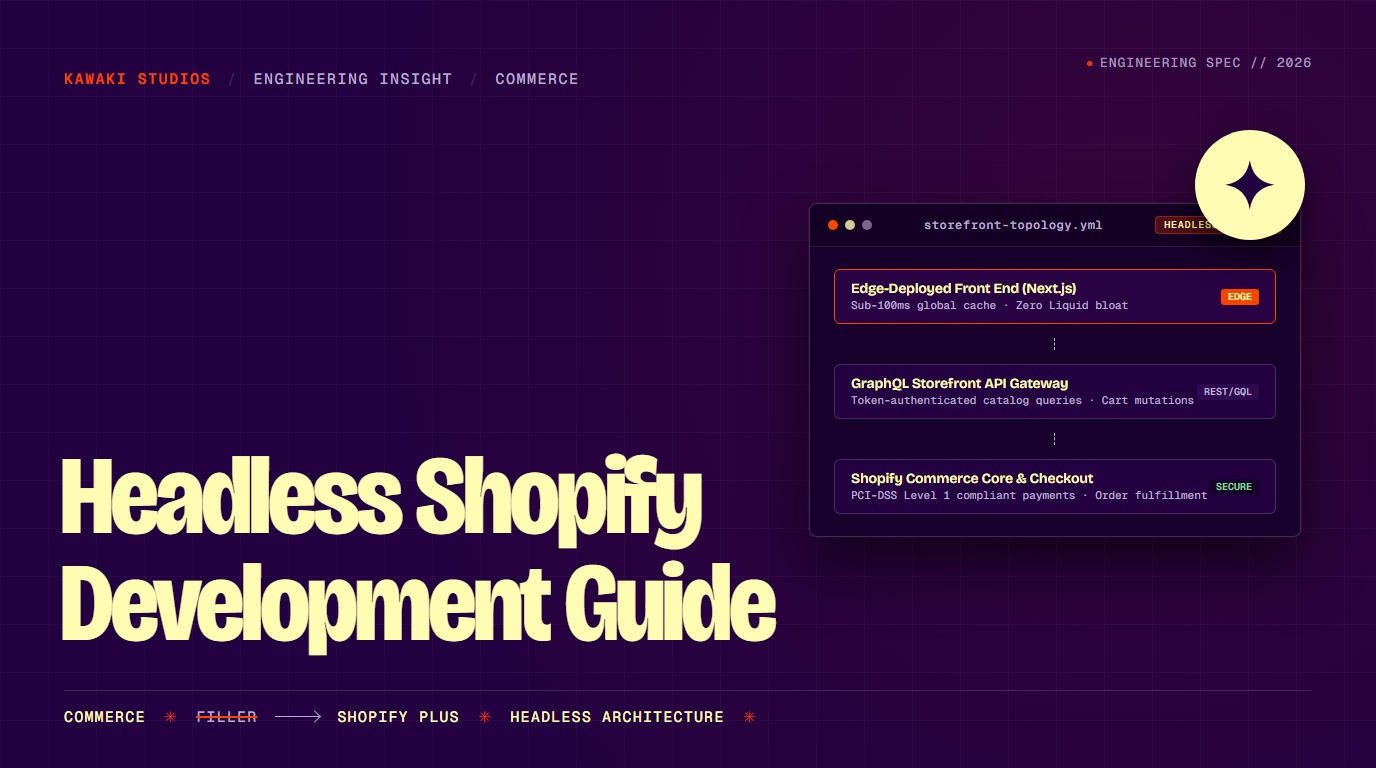 KAWAKI STUDIOS / ENGINEERING INSIGHT / COMMERCE
ENGINEERING SPEC // 2026
storefront-topology.yml
Edge-Deployed Front End (Next.js)
Sub-100ms global cache · Zero Liquid bloat
EDGE
GraphQL Storefront API Gateway
Token-authenticated catalog queries · Cart mutations
REST/GQL
Shopify Commerce Core & Checkout
PCI-DSS Level 1 compliant payments · Order fulfillment
SECURE
Headless Shopify
Development Guide
COMMERCE FILLER SHOPIFY PLUS HEADLESS ARCHITECTURE